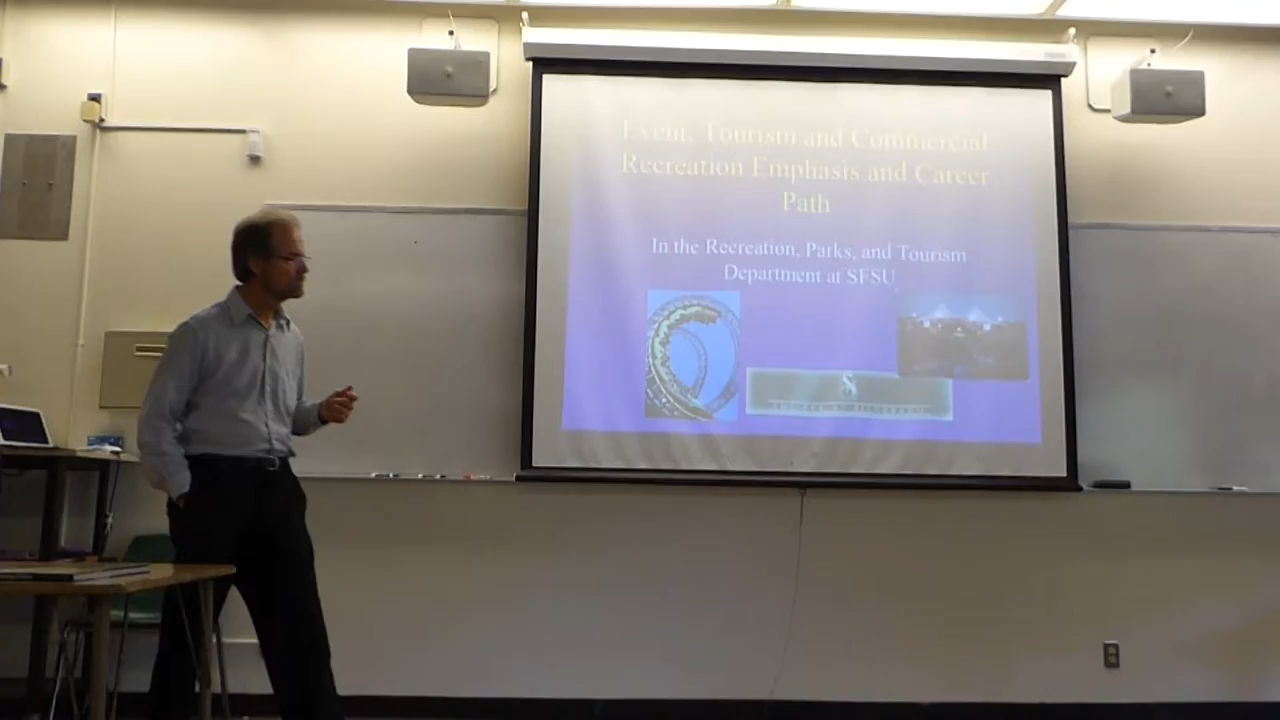 Event, Tourism and Commercial
Recreation Emphasis and Career
Path
In the Recreation, Parks, and Tourism
Department at SFSU